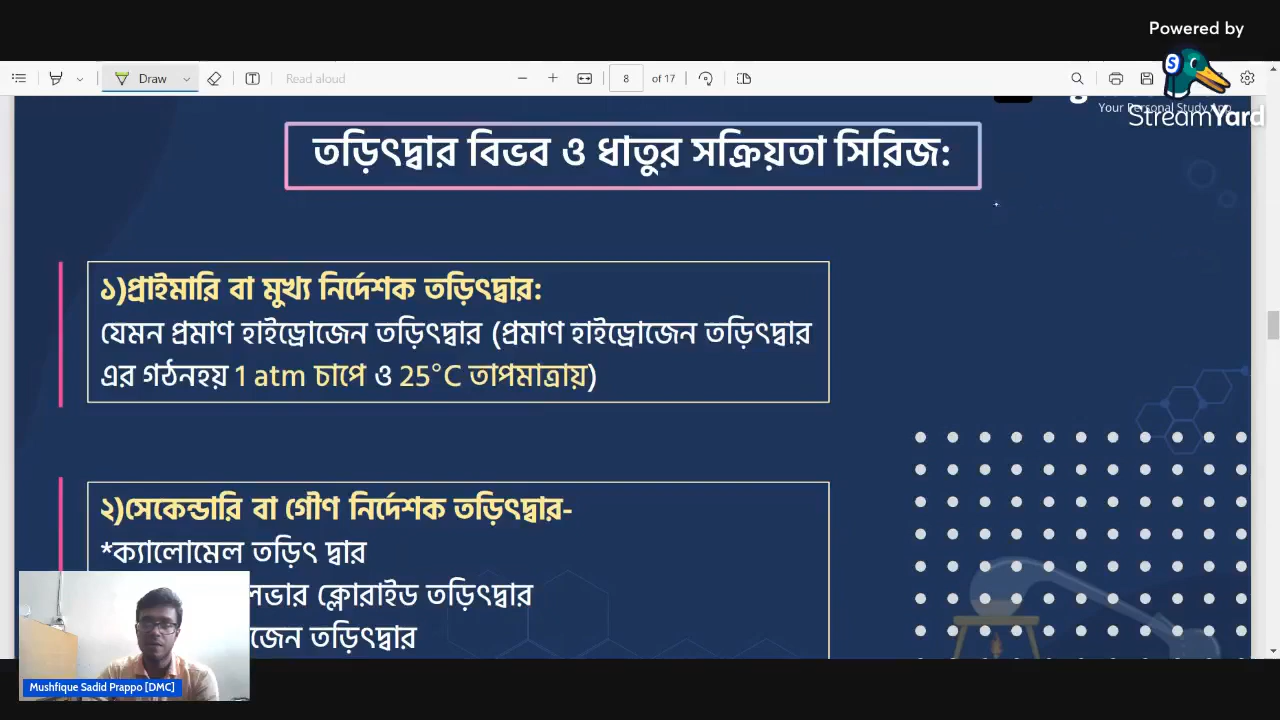 Powered by
Draw
Read aloud
8 of 17
Your Personal Study App
StreamYard
তড়িৎদ্বার বিভব ও ধাতুর সক্রিয়তা সিরিজ:
১)প্রাইমারি বা মুখ্য নির্দেশক তড়িৎদ্বার:
যেমন প্রমাণ হাইড্রোজেন তড়িৎদ্বার (প্রমাণ হাইড্রোজেন তড়িৎদ্বার
এর গঠনহয় 1 atm চাপে ও 25°C তাপমাত্রায়)
২)সেকেন্ডারি বা গৌণ নির্দেশক তড়িৎদ্বার-
*ক্যালোমেল তড়িৎ দ্বার
ক্লোরাইড তড়িৎদ্বার
তড়িৎদ্বার
Mushfique Sadid Prappo [DMC]